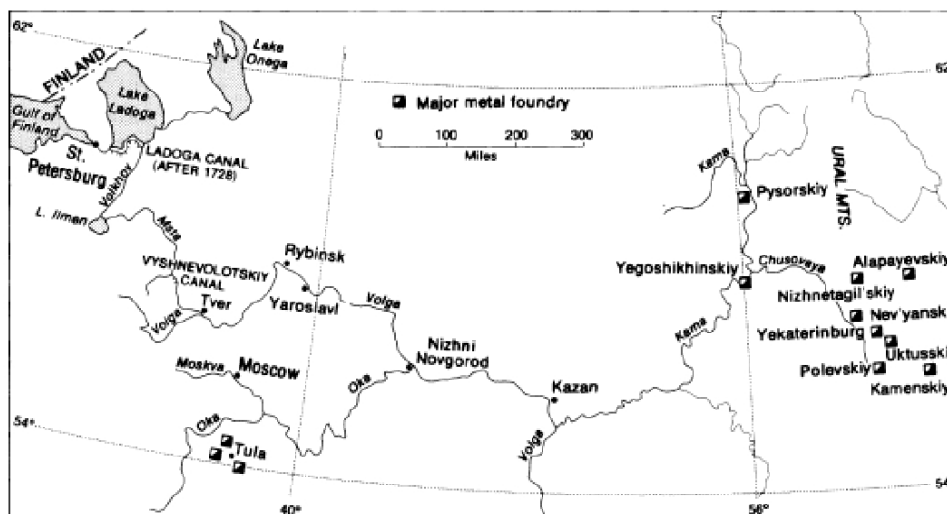 62°
FINLAND
Gulf of
Finland
Lake
Ladoga
Lake
Onega
St.
Petersburg
LADOGA CANAL
(AFTER 1728)
Volkhov
L. Ilmen
Msta
VYSHNEVOLOTSKIY
CANAL
Volga
Tver
Rybinsk
Yaroslavl
Volga
Moskva
Moscow
Oka
Tula
54°
40°
Oka
Nizhni
Novgorod
Kazan
Volga
Major metal foundry
0 100 200 300
Miles
62
Kama
Pysorskiy
URAL MTS.
Yegoshikhinskiy
Chusovaya
Alapayevskiy
Nizhnetagil'skiy
Nev'yansk
Yekaterinburg
Uktusski
Polevskiy
Kamenskiy
Kama
56°
54